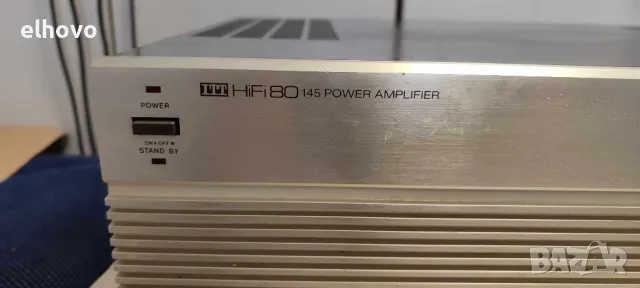 elhovo
ITT HiFi 80 145 POWER AMPLIFIER
POWER
ON • OFF
STAND BY
BAZAR